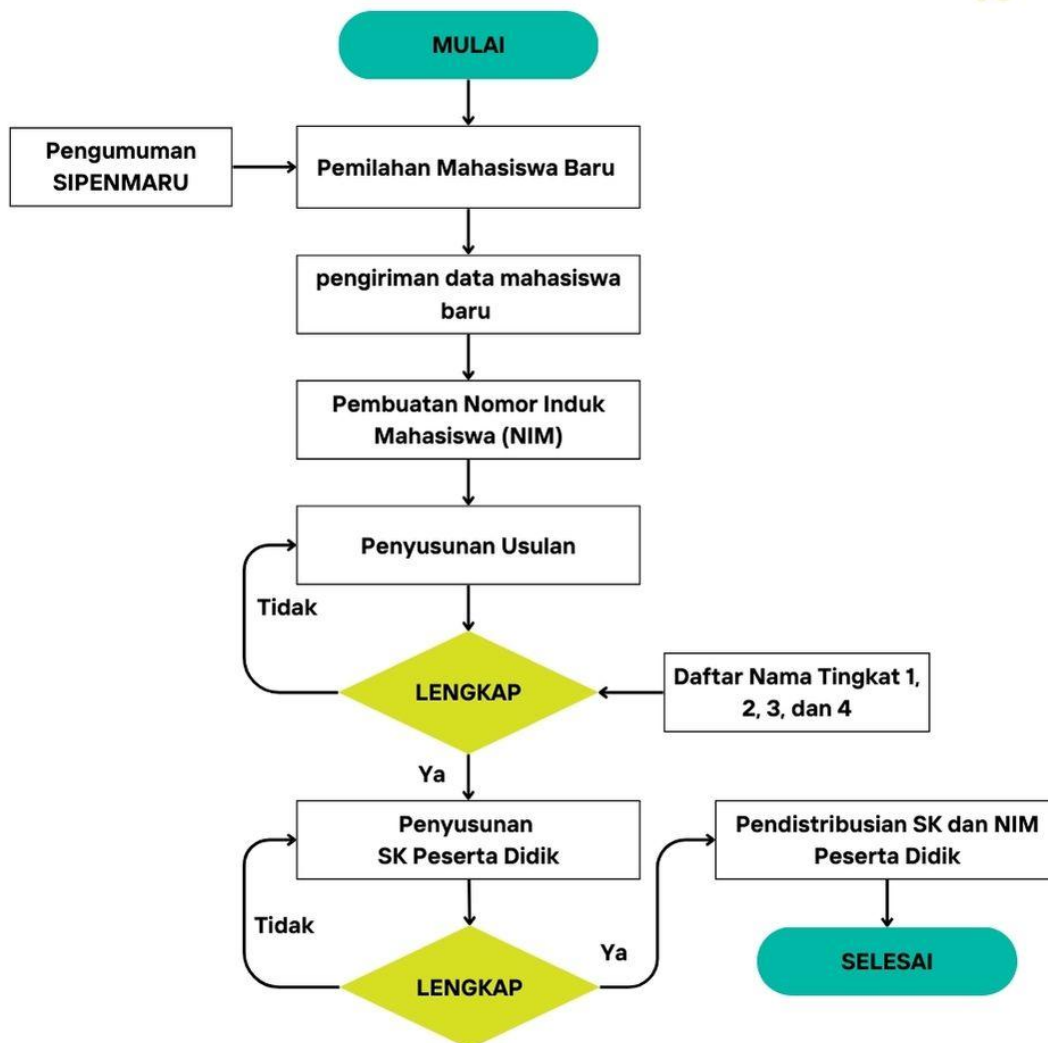 MULAI
Pengumuman
SIPENMARU
Pemilahan Mahasiswa Baru
pengiriman data mahasiswa
baru
Pembuatan Nomor Induk
Mahasiswa (NIM)
Penyusunan Usulan
Tidak
LENGKAP
Daftar Nama Tingkat 1,
2, 3, dan 4
Ya
Penyusunan
SK Peserta Didik
Pendistribusian SK dan NIM
Peserta Didik
Tidak
Ya
LENGKAP
SELESAI